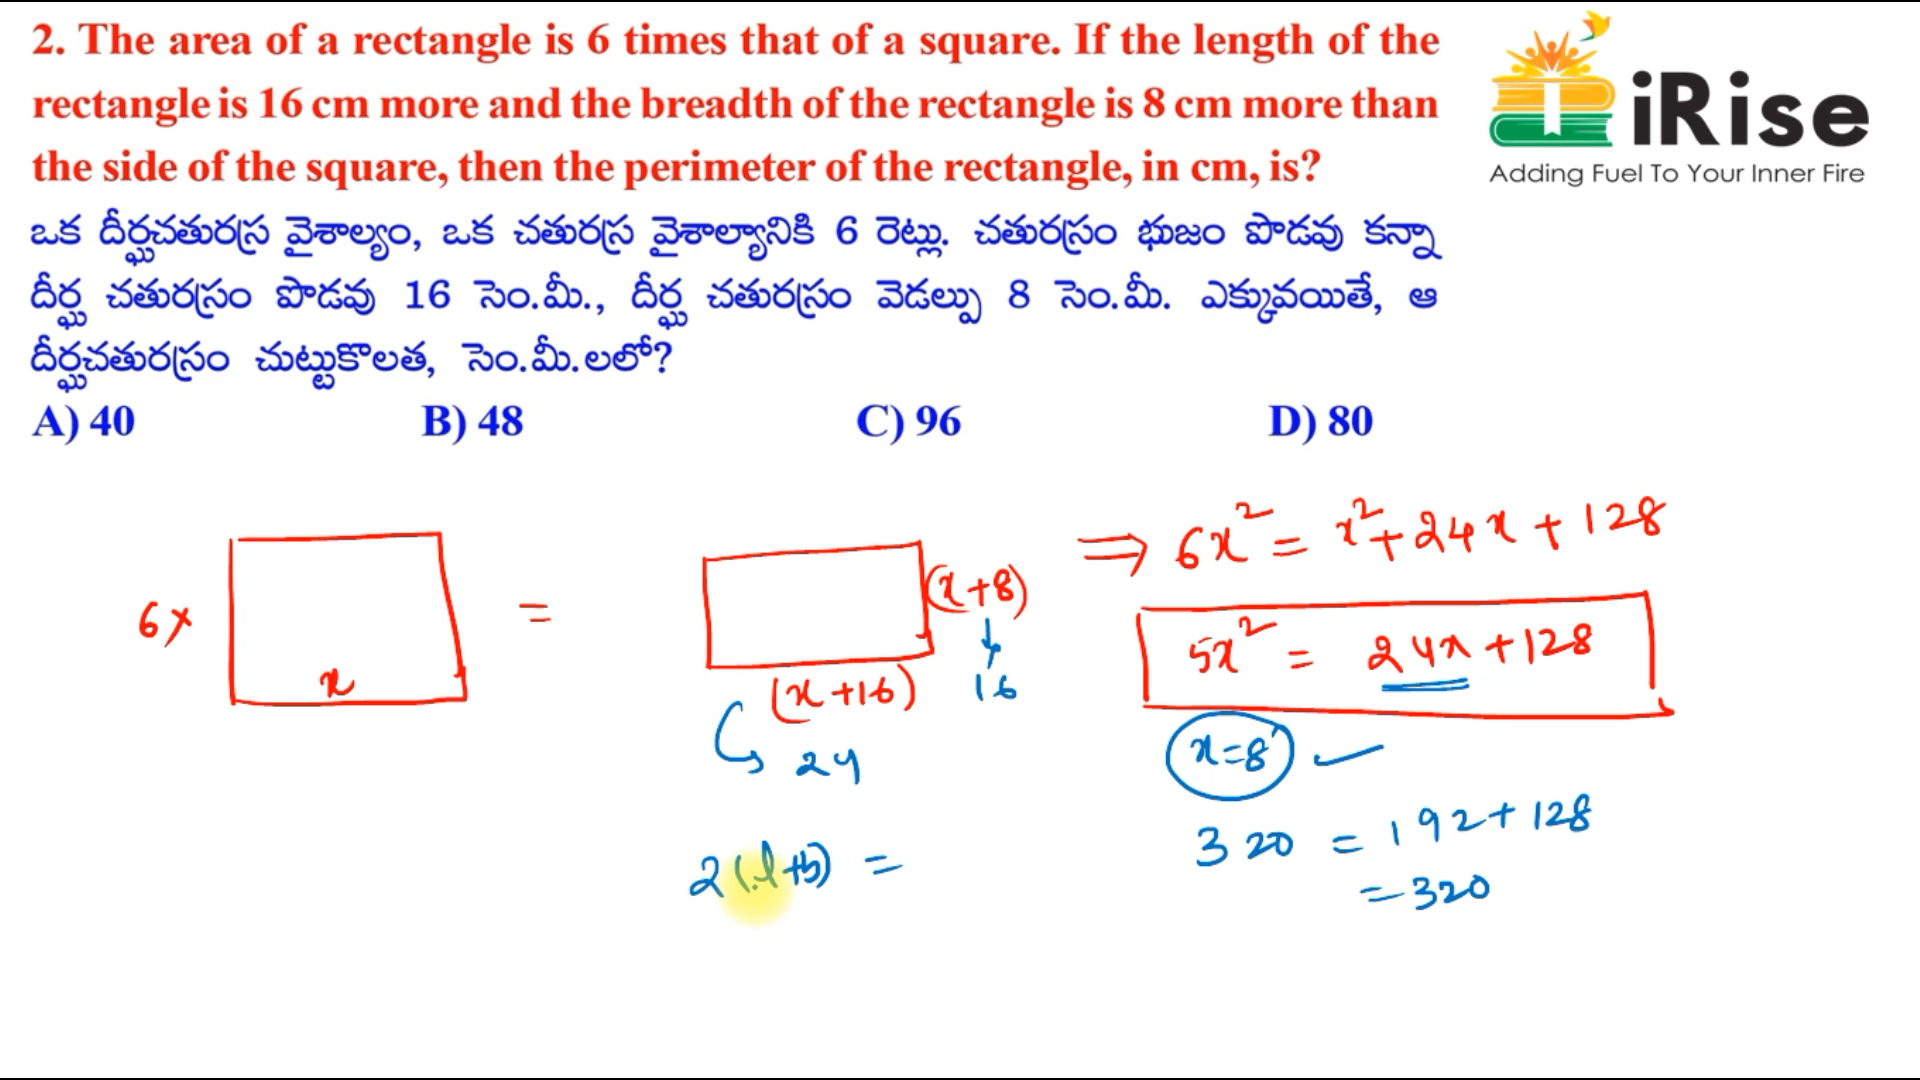 2. The area of a rectangle is 6 times that of a square. If the length of the
rectangle is 16 cm more and the breadth of the rectangle is 8 cm more than
the side of the square, then the perimeter of the rectangle, in cm, is?
iRise
Adding Fuel To Your Inner Fire
ఒక దీర్ఘచతురస్ర వైశాల్యం, ఒక చతురస్ర వైశాల్యానికి 6 రెట్లు. చతురస్రం భుజం పొడవు కన్నా
దీర్ఘ చతురస్రం పొడవు 16 సెం.మీ., దీర్ఘ చతురస్రం వెడల్పు 8 సెం.మీ. ఎక్కువయితే, ఆ
దీర్ఘచతురస్రం చుట్టుకొలత, సెం.మీ.లలో?
A) 40 B) 48 C) 96 D) 80
6x
x
=
(x+8)
16
(x+16)
24
2(l+b) =
⇒ 6x² = x²+24x+128
5x² = 24x+128
x=8
320 = 192+128
=320